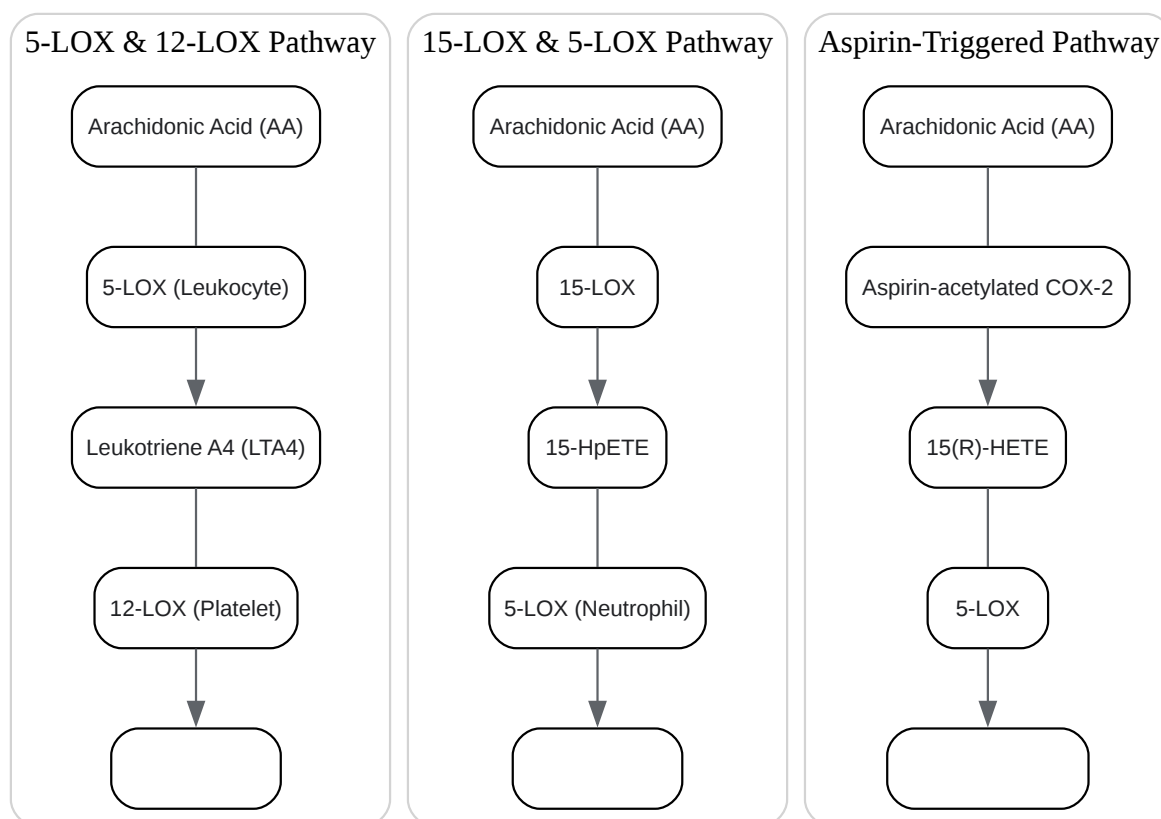 5-LOX & 12-LOX Pathway
Arachidonic Acid (AA)
5-LOX (Leukocyte)
Leukotriene A4 (LTA4)
12-LOX (Platelet)
15-LOX & 5-LOX Pathway
Arachidonic Acid (AA)
15-LOX
15-HpETE
5-LOX (Neutrophil)
Aspirin-Triggered Pathway
Arachidonic Acid (AA)
Aspirin-acetylated COX-2
15(R)-HETE
5-LOX